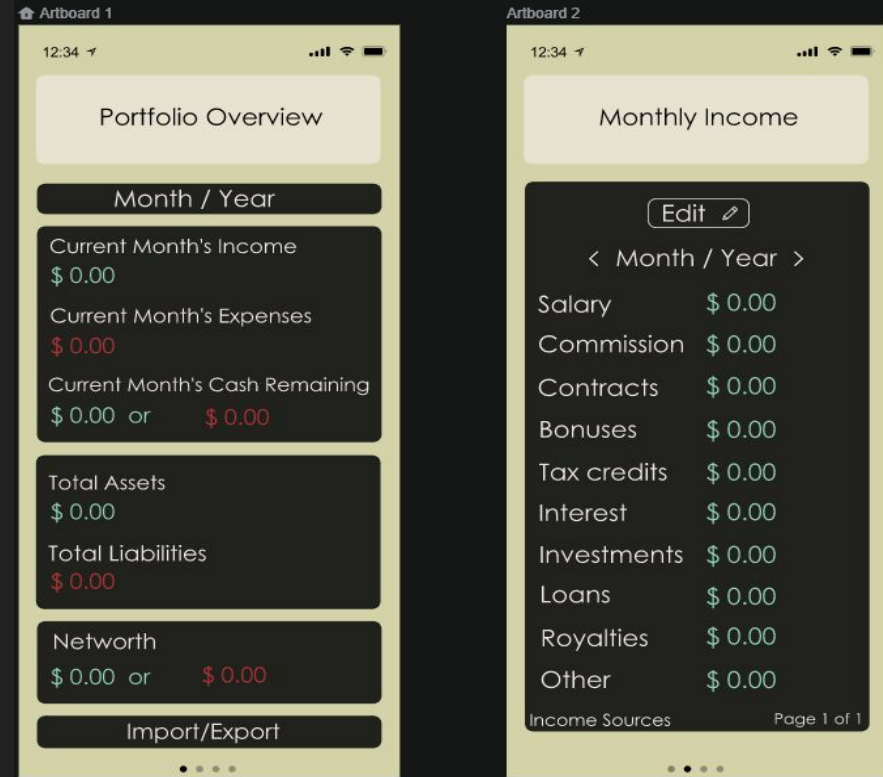 Artboard 1
12:34
Portfolio Overview
Month / Year
Current Month's Income
$ 0.00
Current Month's Expenses
$ 0.00
Current Month's Cash Remaining
$ 0.00 or $ 0.00
Total Assets
$ 0.00
Total Liabilities
$ 0.00
Networth
$ 0.00 or $ 0.00
Import/Export
Artboard 2
12:34
Monthly Income
Edit
< Month / Year >
Salary $ 0.00
Commission $ 0.00
Contracts $ 0.00
Bonuses $ 0.00
Tax credits $ 0.00
Interest $ 0.00
Investments $ 0.00
Loans $ 0.00
Royalties $ 0.00
Other $ 0.00
Income Sources Page 1 of 1